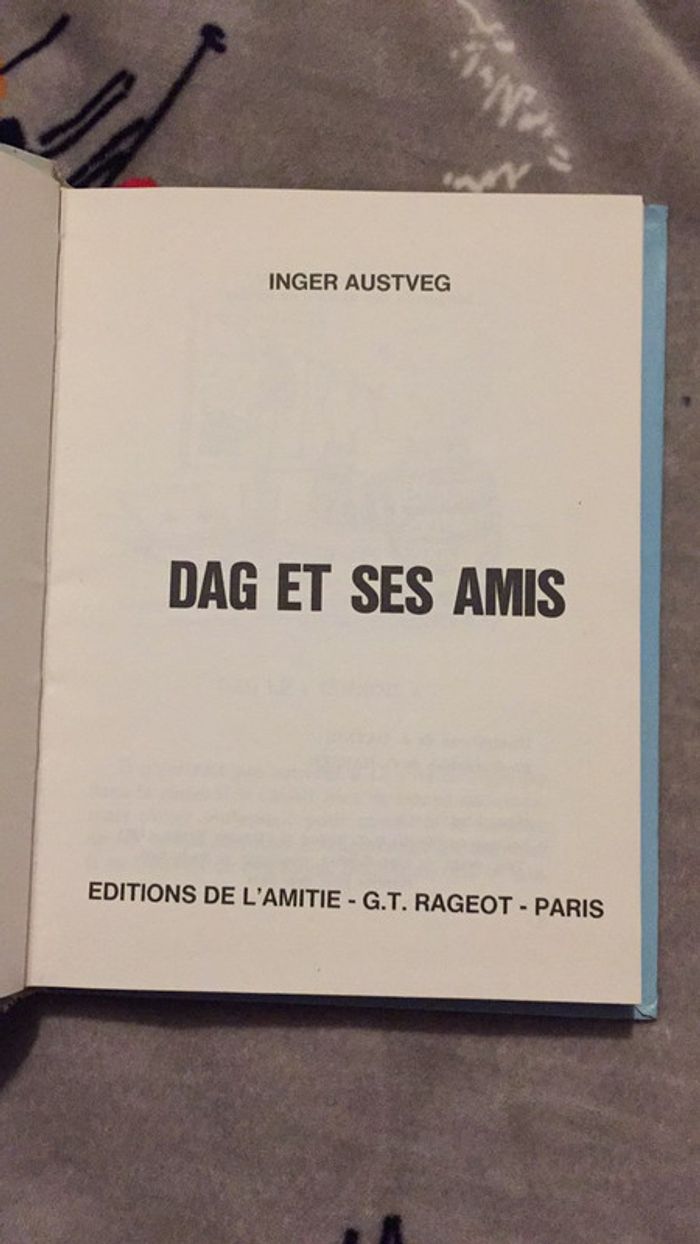 INGER AUSTVEG
DAG ET SES AMIS
EDITIONS DE L'AMITIE - G.T. RAGEOT - PARIS